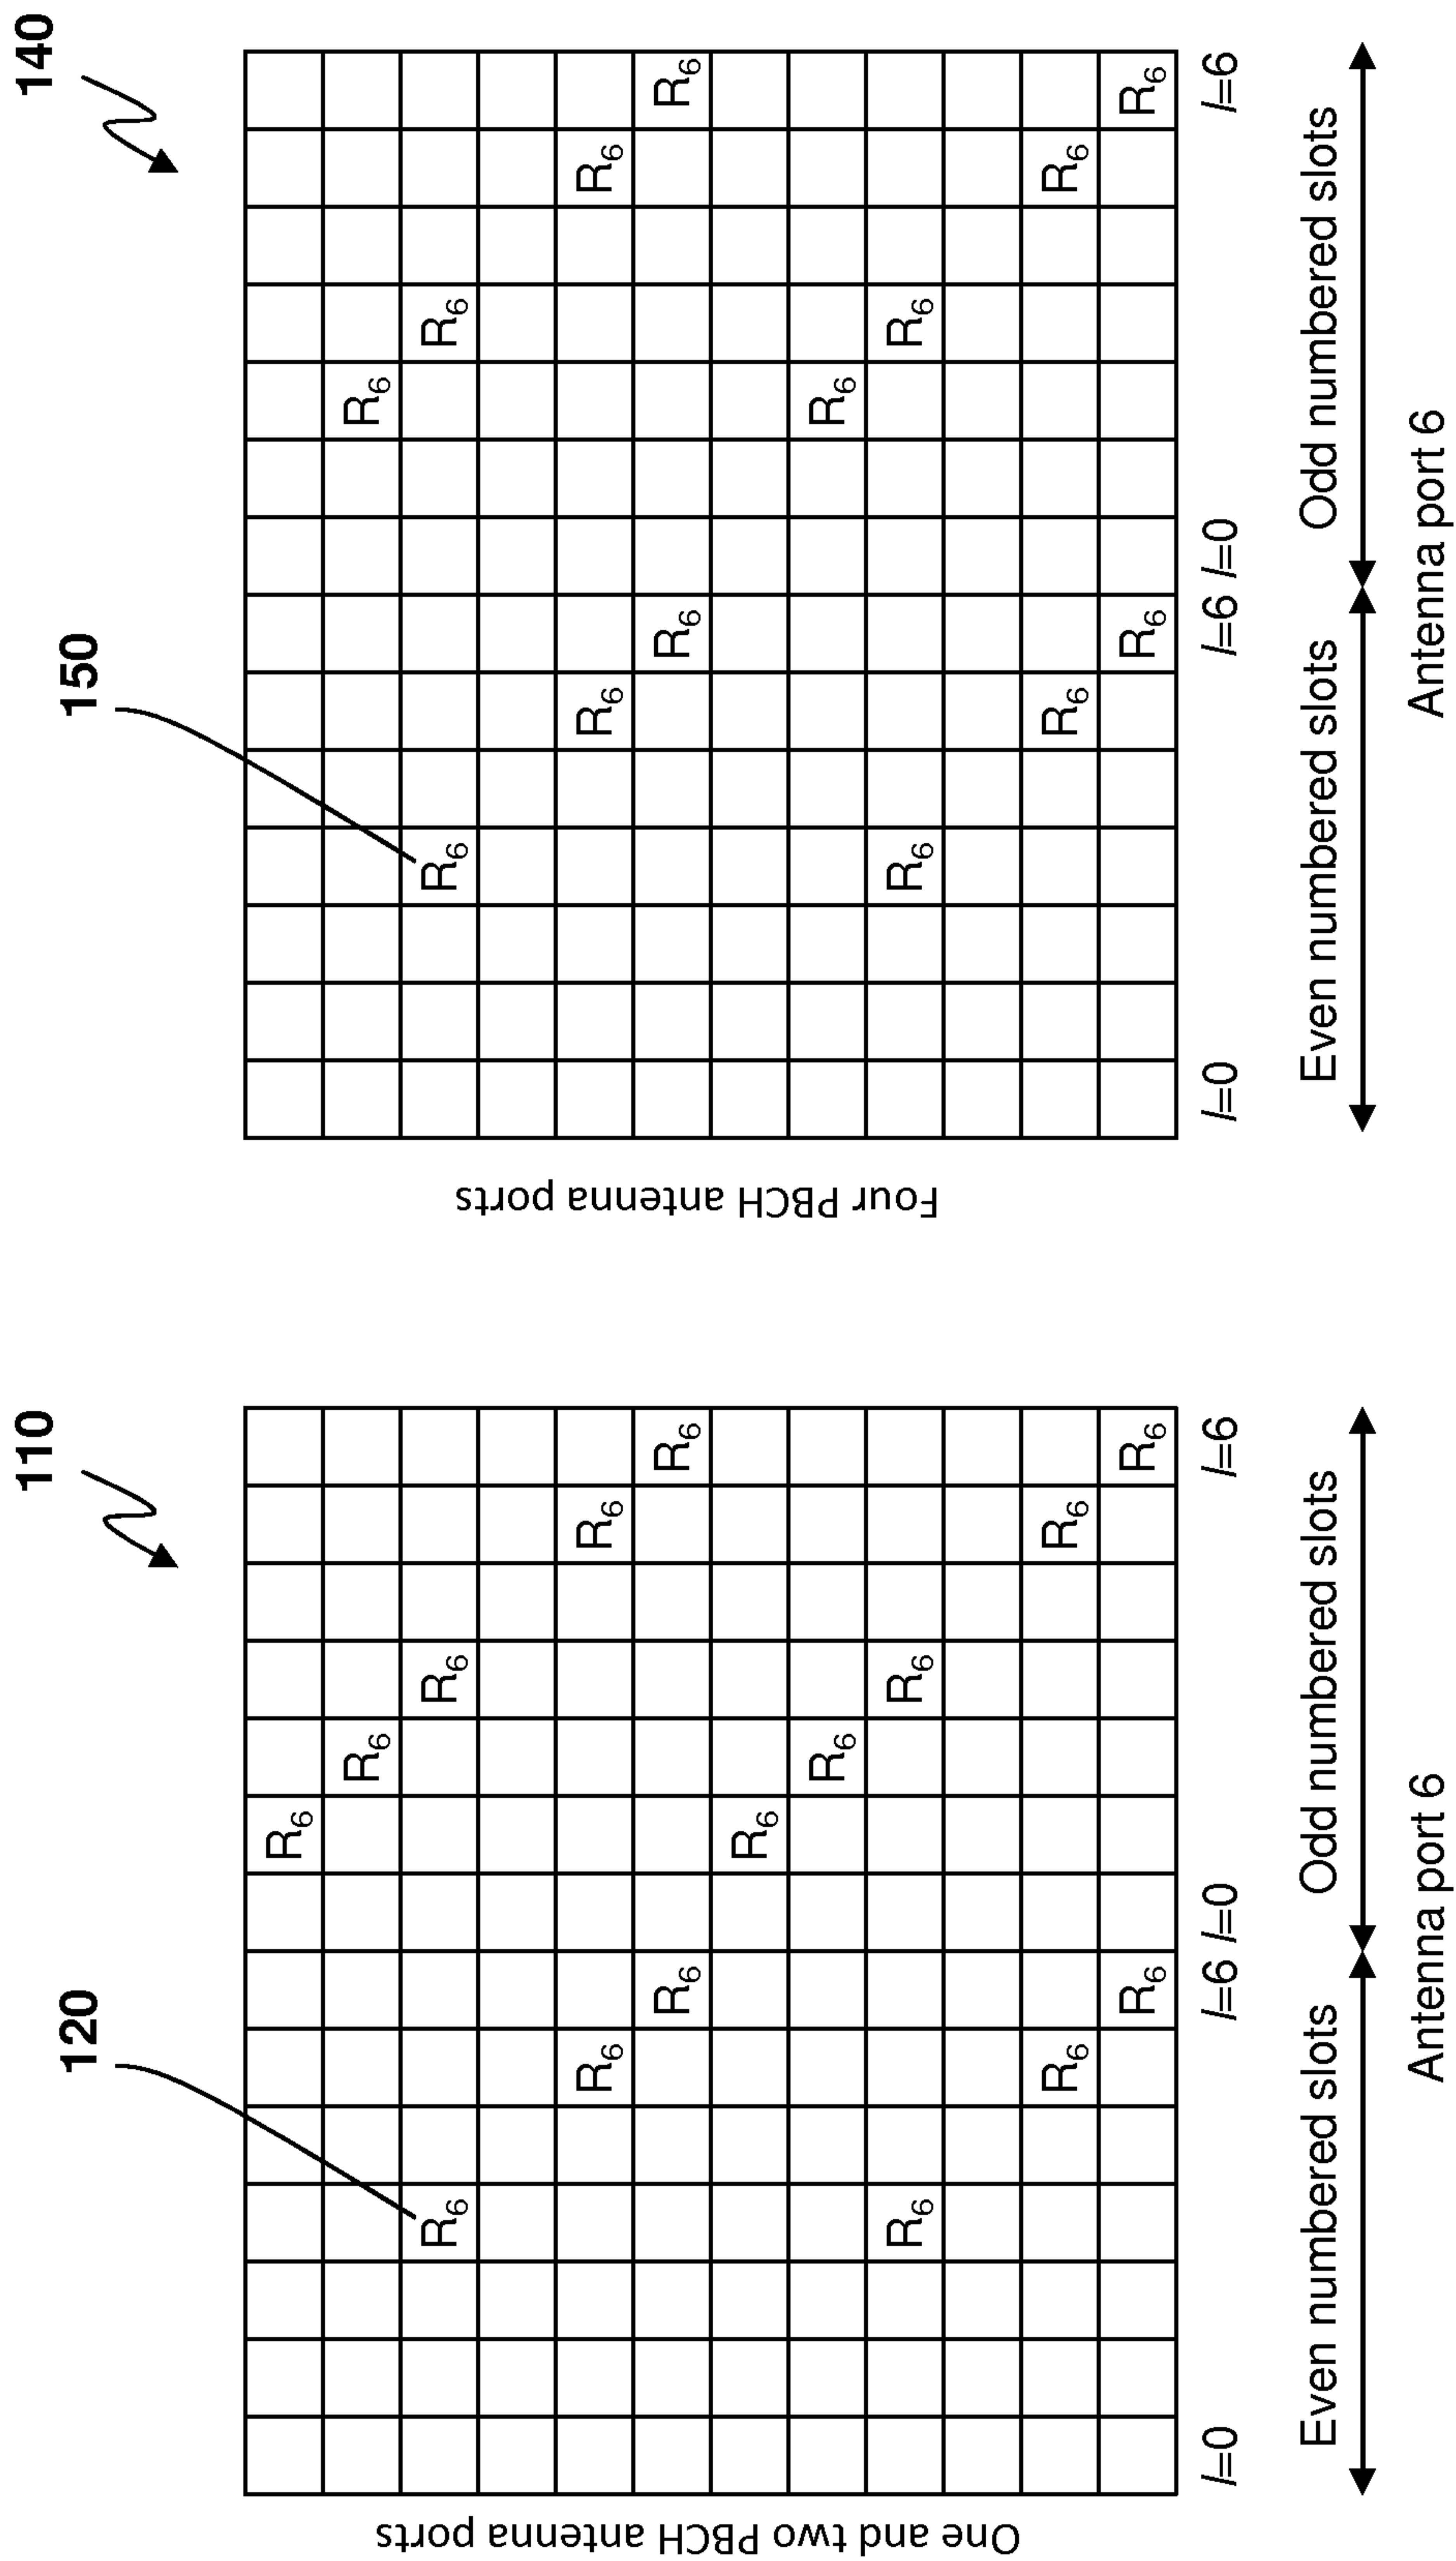 110
120
One and two PBCH antenna ports
R₆
R₆
R₆ R₆
R₆ R₆
R₆ R₆
R₆
R₆
R₆ R₆
R₆ R₆
R₆ R₆
l=0 l=6 l=0 l=6
Even numbered slots Odd numbered slots
Antenna port 6
140
150
Four PBCH antenna ports
R₆
R₆ R₆
R₆ R₆
R₆ R₆
R₆
R₆ R₆
R₆ R₆
R₆ R₆
l=0 l=6 l=0 l=6
Even numbered slots Odd numbered slots
Antenna port 6